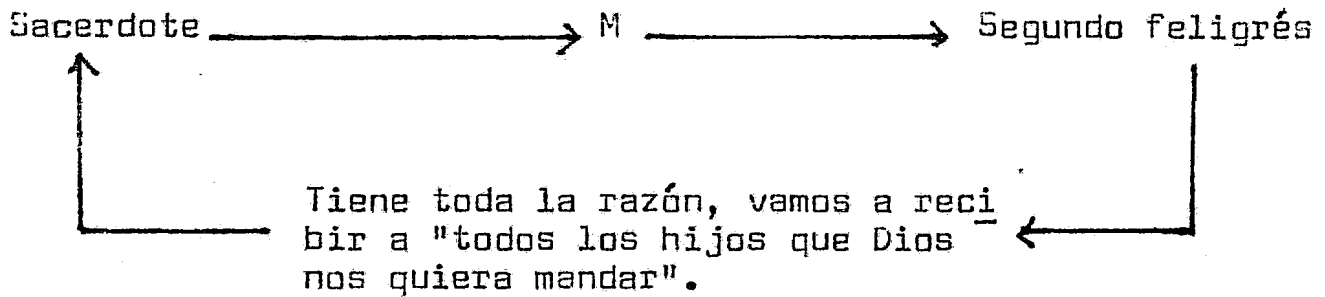 Sacerdote M Segundo feligrés
Tiene toda la razón, vamos a reci
bir a "todos los hijos que Dios
nos quiera mandar".